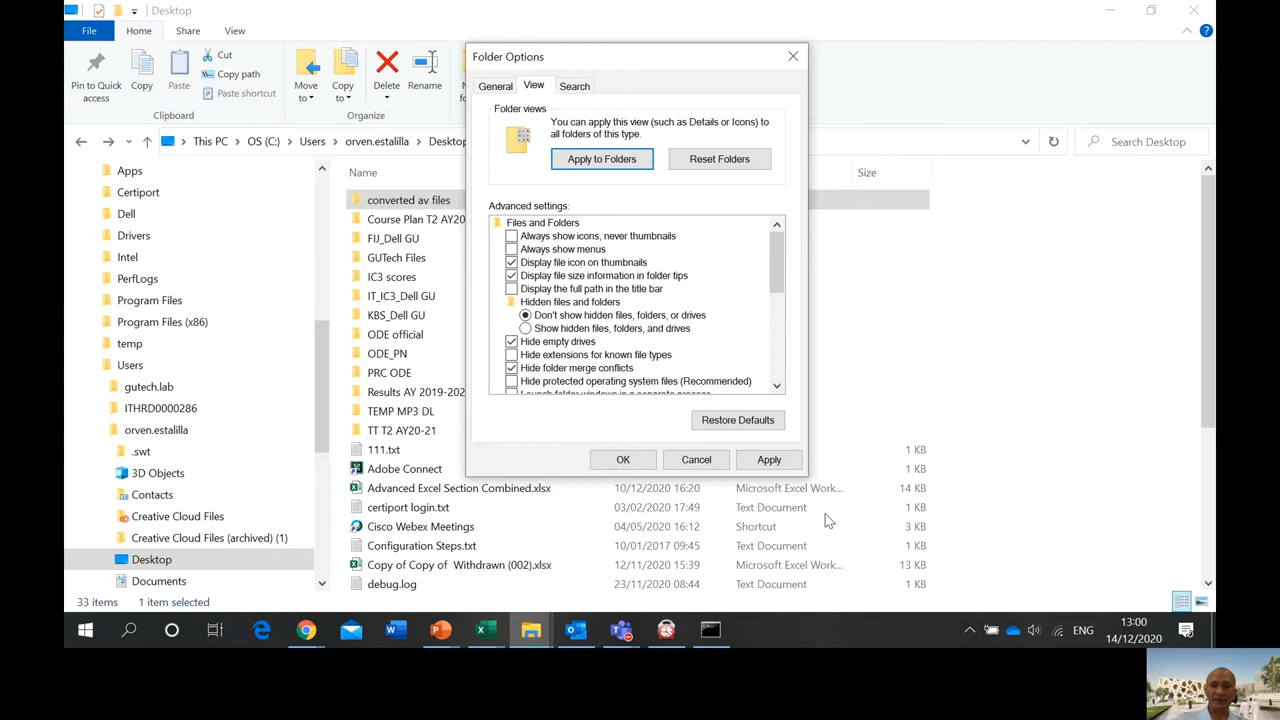 Desktop
File
Home
Share
View
Pin to Quick
access
Copy
Paste
Cut
Copy path
Paste shortcut
Clipboard
Move
to
Copy
to
Delete
Rename
Organize
This PC
OS (C:)
Users
orven.estalilla
Desktop
Search Desktop
Apps
Certiport
Dell
Drivers
Intel
PerfLogs
Program Files
Program Files (x86)
temp
Users
gutech.lab
ITHRD0000286
orven.estalilla
.swt
3D Objects
Contacts
Creative Cloud Files
Creative Cloud Files (archived) (1)
Desktop
Documents
Name
Size
converted av files
Course Plan T2 AY20
FIJ_Dell GU
GUTech Files
IC3 scores
IT_IC3_Dell GU
KBS_Dell GU
ODE official
ODE_PN
PRC ODE
Results AY 2019-202
TEMP MP3 DL
TT T2 AY20-21
111.txt 1 KB
Adobe Connect 1 KB
Advanced Excel Section Combined.xlsx 10/12/2020 16:20 Microsoft Excel Work... 14 KB
certiport login.txt 03/02/2020 17:49 Text Document 1 KB
Cisco Webex Meetings 04/05/2020 16:12 Shortcut 3 KB
Configuration Steps.txt 10/01/2017 09:45 Text Document 1 KB
Copy of Copy of Withdrawn (002).xlsx 12/11/2020 15:39 Microsoft Excel Work... 13 KB
debug.log 23/11/2020 08:44 Text Document 1 KB
Folder Options
General
View
Search
Folder views
You can apply this view (such as Details or Icons) to
all folders of this type.
Apply to Folders
Reset Folders
Advanced settings:
Files and Folders
Always show icons, never thumbnails
Always show menus
Display file icon on thumbnails
Display file size information in folder tips
Display the full path in the title bar
Hidden files and folders
Don't show hidden files, folders, or drives
Show hidden files, folders, and drives
Hide empty drives
Hide extensions for known file types
Hide folder merge conflicts
Hide protected operating system files (Recommended)
Launch folder windows in a separate process
Restore Defaults
OK
Cancel
Apply
33 items
1 item selected
ENG
13:00
14/12/2020